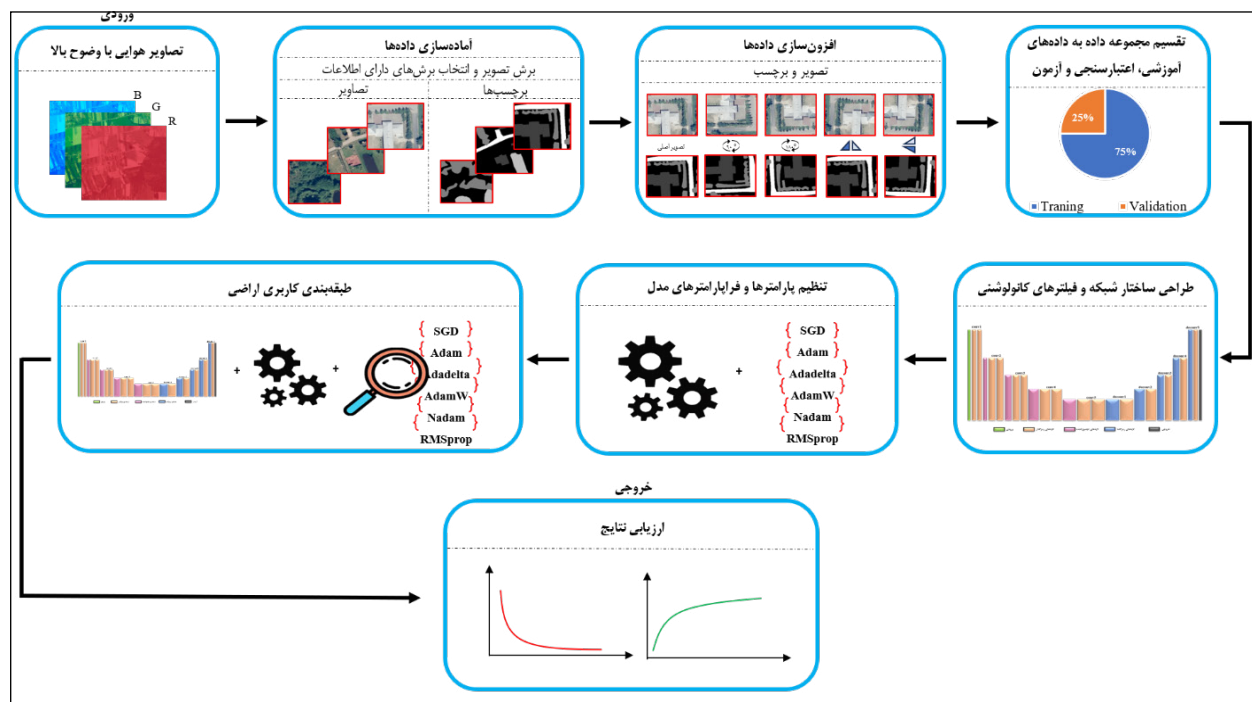 ورودی
تصاویر هوایی با وضوح بالا
B
G
R
آماده‌سازی داده‌ها
برش تصویر و انتخاب برش‌های دارای اطلاعات
تصاویر
برچسب‌ها
افزون‌سازی داده‌ها
تصویر و برچسب
تصویر اصلی
تقسیم مجموعه داده به داده‌های
آموزشی، اعتبارسنجی و آزمون
25%
75%
Traning
Validation
طراحی ساختار شبکه و فیلترهای کانولوشنی
تنظیم پارامترها و فراپارامترهای مدل
SGD
Adam
Adadelta
AdamW
Nadam
RMSprop
+
طبقه‌بندی کاربری اراضی
+
+
SGD
Adam
Adadelta
AdamW
Nadam
RMSprop
خروجی
ارزیابی نتایج